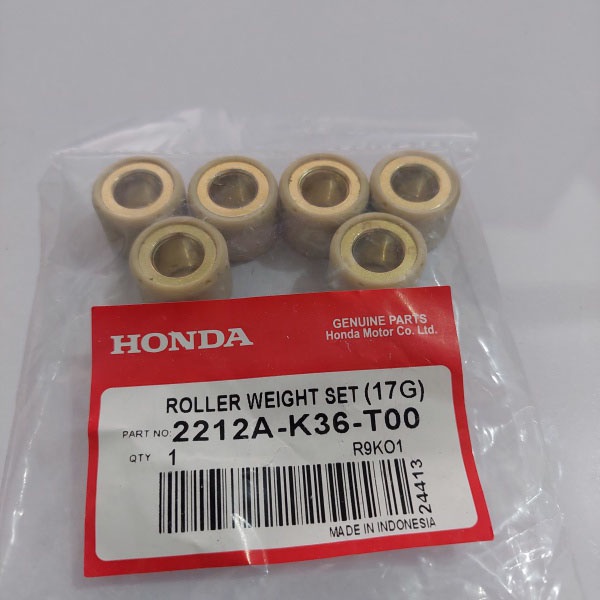 HONDA
GENUINE PARTS
Honda Motor Co. Ltd.
ROLLER WEIGHT SET (17G)
PART NO: 2212A-K36-T00
QTY 1 R9KO1
24413
MADE IN INDONESIA